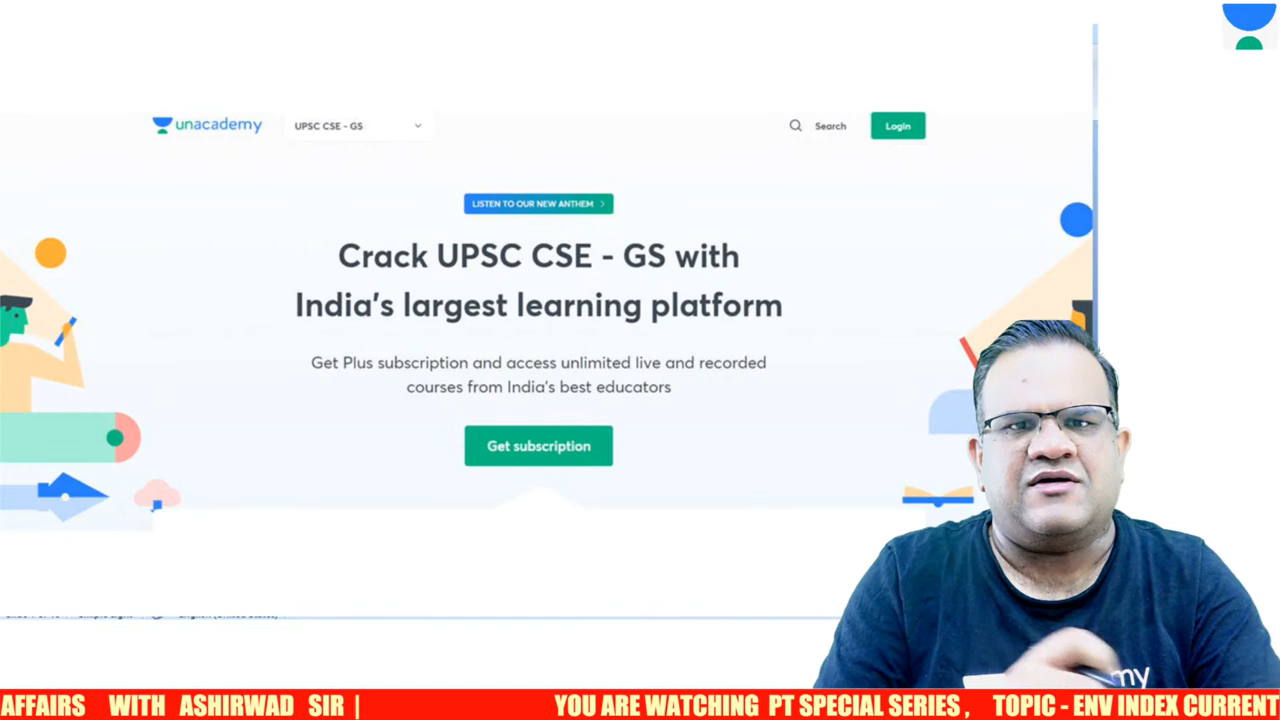 unacademy
UPSC CSE - GS
Search
Login
LISTEN TO OUR NEW ANTHEM
Crack UPSC CSE - GS with
India's largest learning platform
Get Plus subscription and access unlimited live and recorded
courses from India's best educators
Get subscription
my
AFFAIRS WITH ASHIRWAD SIR | YOU ARE WATCHING PT SPECIAL SERIES , TOPIC - ENV INDEX CURRENT